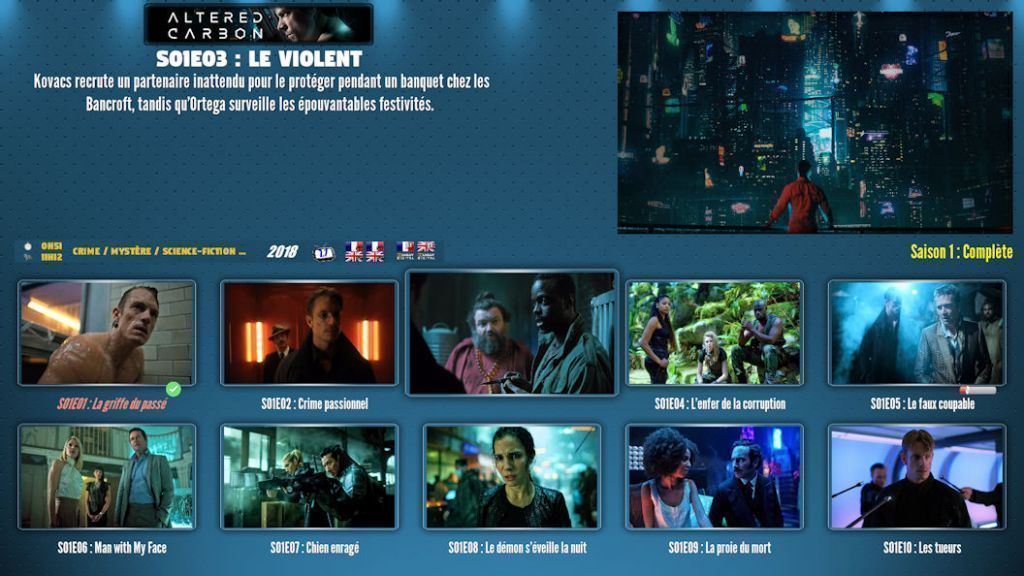 ALTERED
CARBON
S01E03 : LE VIOLENT
Kovacs recrute un partenaire inattendu pour le protéger pendant un banquet chez les
Bancroft, tandis qu'Ortega surveille les épouvantables festivités.
0H51
11H12
CRIME / MYSTÈRE / SCIENCE-FICTION ...
2018
Saison 1 : Complète
S01E01 : La griffe du passé
S01E02 : Crime passionnel
S01E04 : L'enfer de la corruption
S01E05 : Le faux coupable
S01E06 : Man with My Face
S01E07 : Chien enragé
S01E08 : Le démon s'éveille la nuit
S01E09 : La proie du mort
S01E10 : Les tueurs